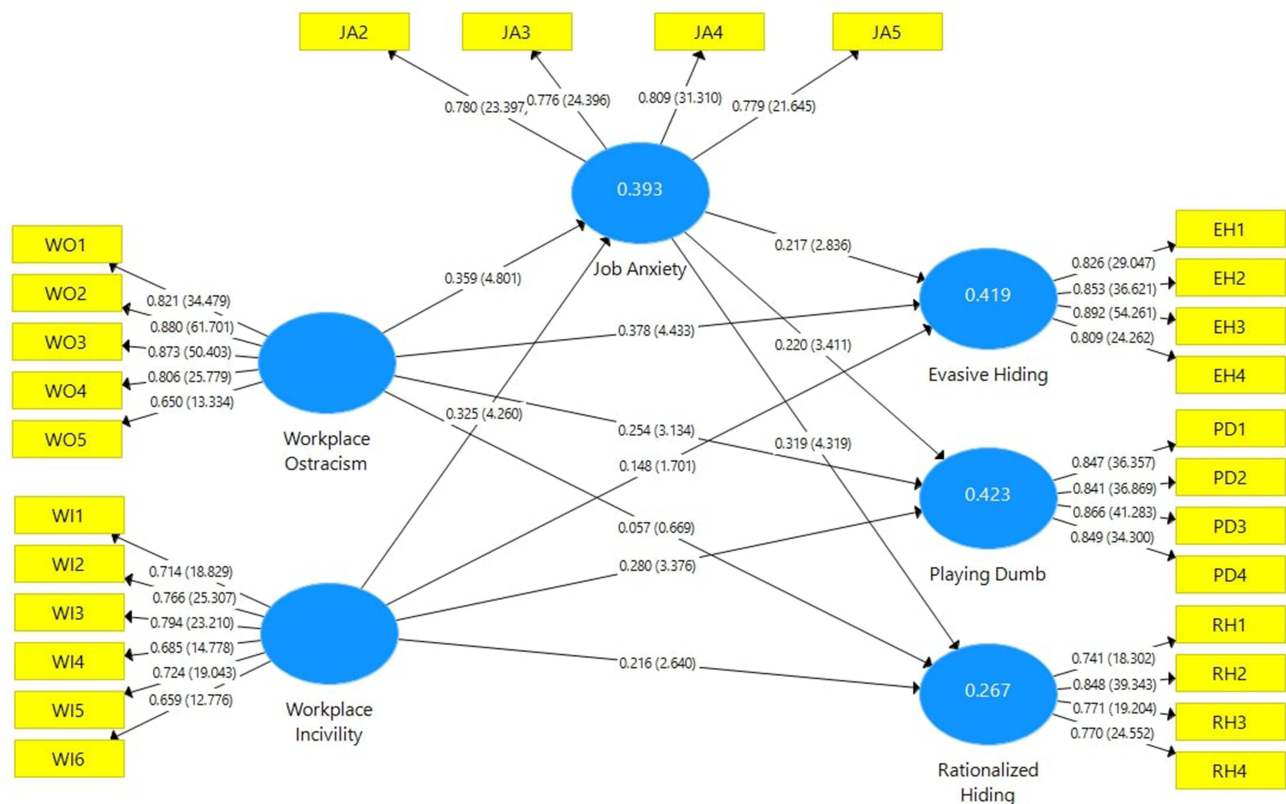 JA2
JA3
JA4
JA5
0.780 (23.397,
0.776 (24.396)
0.809 (31.310)
0.779 (21.645)
0.393
Job Anxiety
WO1
WO2
WO3
WO4
WO5
0.821 (34.479)
0.880 (61.701)
0.873 (50.403)
0.806 (25.779)
0.650 (13.334)
Workplace
Ostracism
WI1
WI2
WI3
WI4
WI5
WI6
0.714 (18.829)
0.766 (25.307)
0.794 (23.210)
0.685 (14.778)
0.724 (19.043)
0.659 (12.776)
Workplace
Incivility
0.359 (4.801)
0.325 (4.260)
0.217 (2.836)
0.378 (4.433)
0.220 (3.411)
0.254 (3.134)
0.148 (1.701)
0.319 (4.319)
0.057 (0.669)
0.280 (3.376)
0.216 (2.640)
0.419
Evasive Hiding
0.826 (29.047)
0.853 (36.621)
0.892 (54.261)
0.809 (24.262)
EH1
EH2
EH3
EH4
0.423
Playing Dumb
0.847 (36.357)
0.841 (36.869)
0.866 (41.283)
0.849 (34.300)
PD1
PD2
PD3
PD4
0.267
Rationalized
Hiding
0.741 (18.302)
0.848 (39.343)
0.771 (19.204)
0.770 (24.552)
RH1
RH2
RH3
RH4